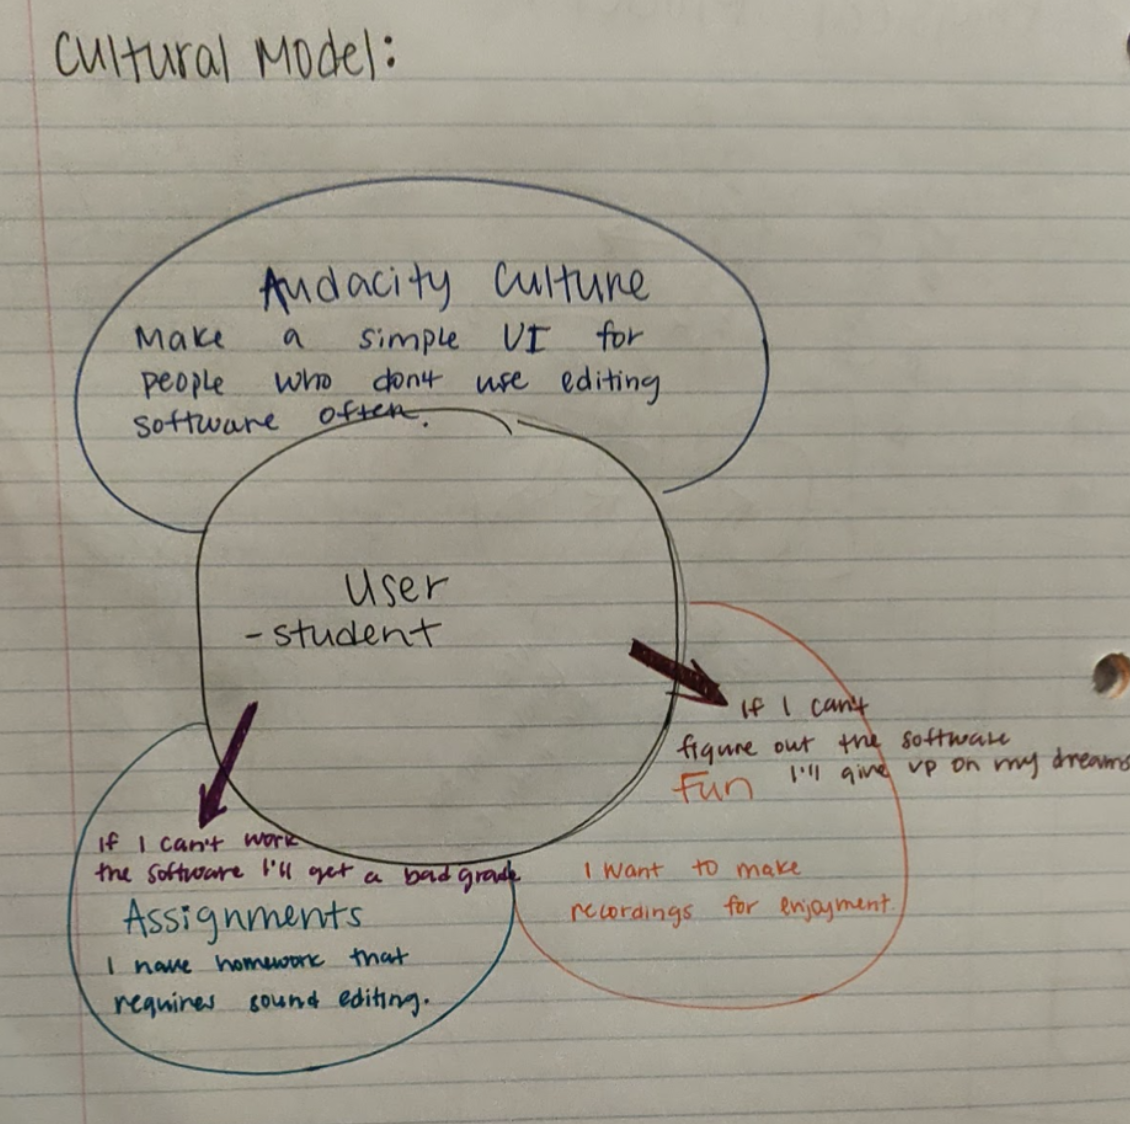 Cultural Model:
Audacity Culture
Make a simple UI for
people who don't use editing
software often.
User
- student
If I can't
figure out the software
I'll give up on my dreams
Fun
I want to make
recordings for enjoyment.
If I can't work
the software I'll get a bad grade
Assignments
I have homework that
requires sound editing.